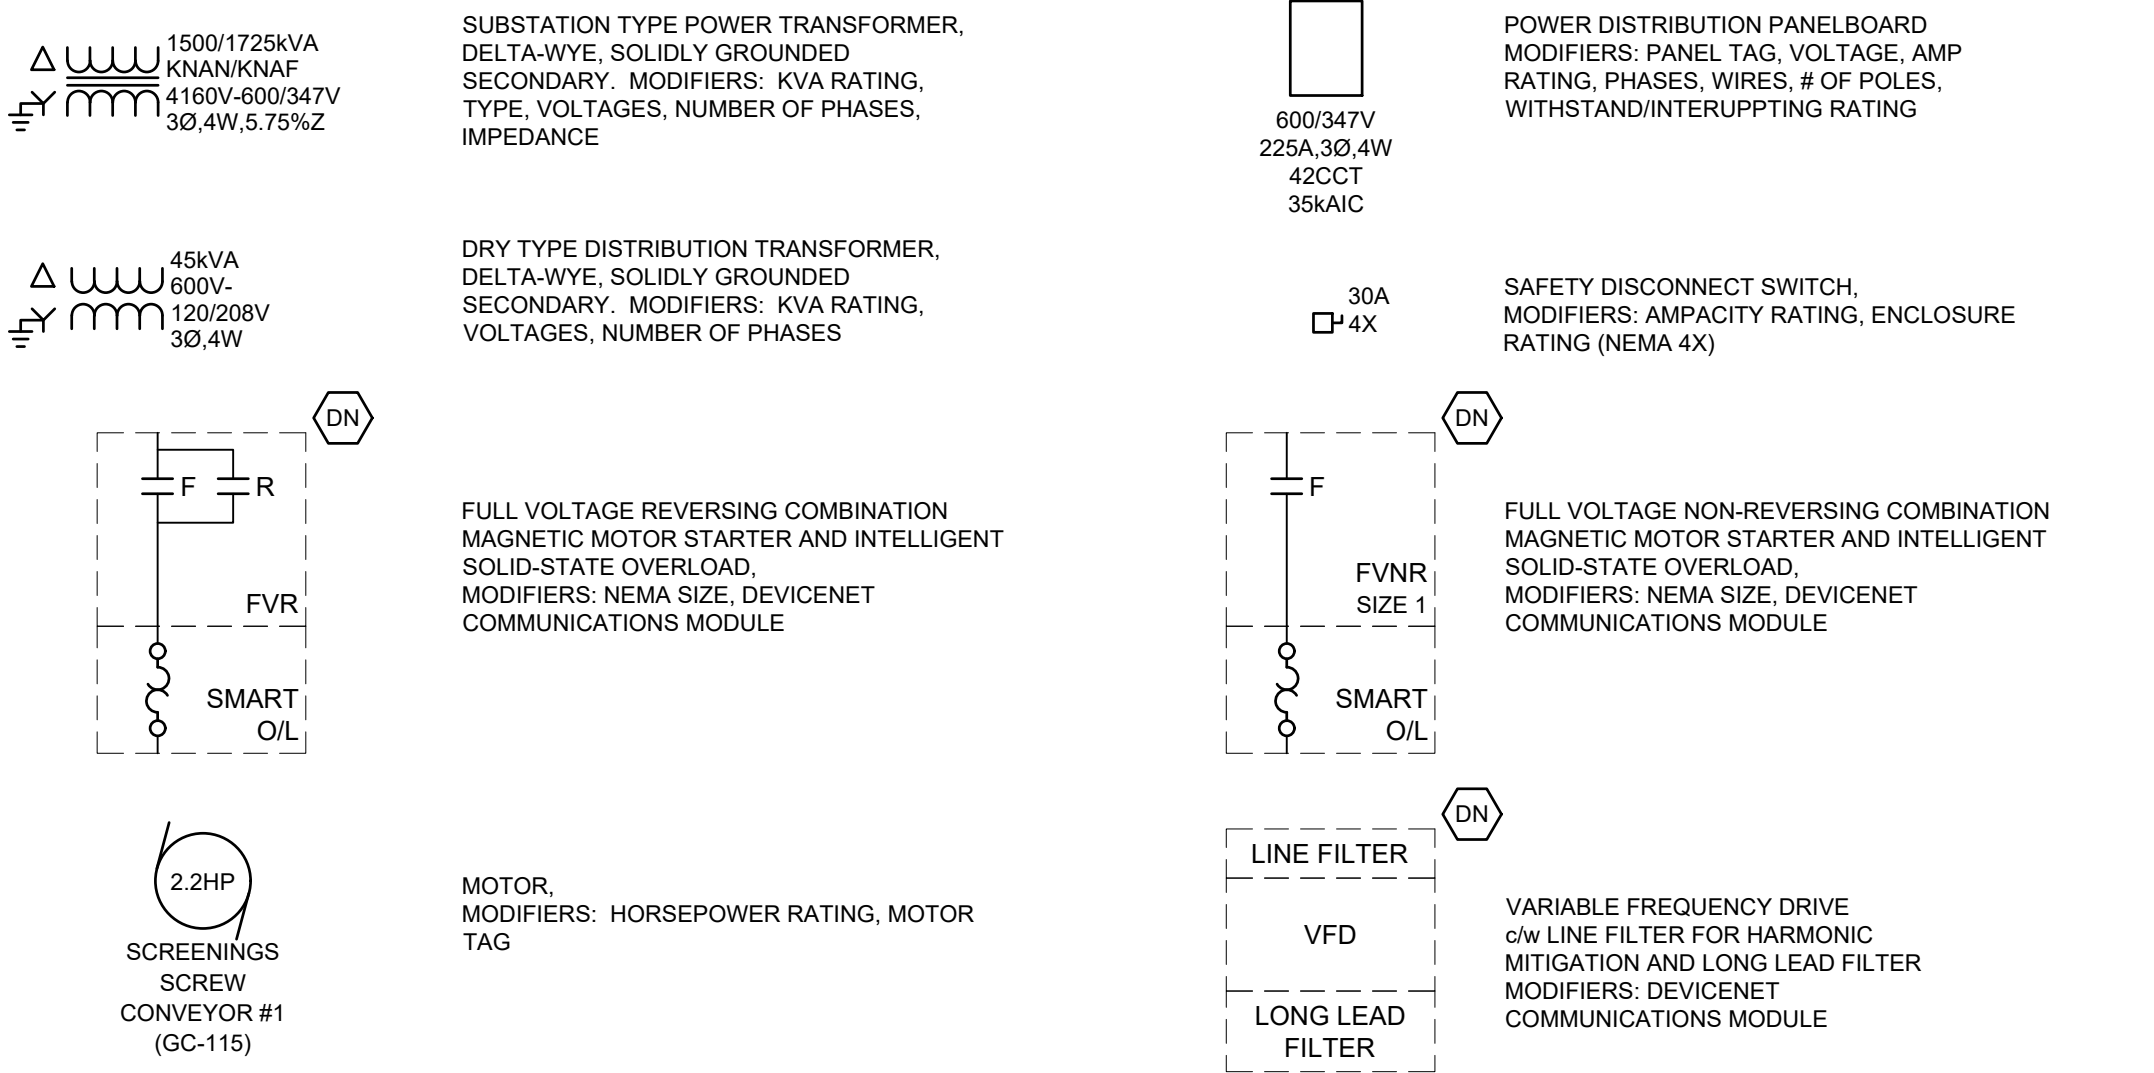 1500/1725kVA
KNAN/KNAF
4160V-600/347V
3Ø,4W,5.75%Z
SUBSTATION TYPE POWER TRANSFORMER,
DELTA-WYE, SOLIDLY GROUNDED
SECONDARY.  MODIFIERS:  KVA RATING,
TYPE, VOLTAGES, NUMBER OF PHASES,
IMPEDANCE
600/347V
225A,3Ø,4W
42CCT
35kAIC
POWER DISTRIBUTION PANELBOARD
MODIFIERS: PANEL TAG, VOLTAGE, AMP
RATING, PHASES, WIRES, # OF POLES,
WITHSTAND/INTERUPPTING RATING
45kVA
600V-
120/208V
3Ø,4W
DRY TYPE DISTRIBUTION TRANSFORMER,
DELTA-WYE, SOLIDLY GROUNDED
SECONDARY.  MODIFIERS:  KVA RATING,
VOLTAGES, NUMBER OF PHASES
30A
4X
SAFETY DISCONNECT SWITCH,
MODIFIERS: AMPACITY RATING, ENCLOSURE
RATING (NEMA 4X)
DN
F R
FVR
SMART
O/L
FULL VOLTAGE REVERSING COMBINATION
MAGNETIC MOTOR STARTER AND INTELLIGENT
SOLID-STATE OVERLOAD,
MODIFIERS: NEMA SIZE, DEVICENET
COMMUNICATIONS MODULE
DN
F
FVNR
SIZE 1
SMART
O/L
FULL VOLTAGE NON-REVERSING COMBINATION
MAGNETIC MOTOR STARTER AND INTELLIGENT
SOLID-STATE OVERLOAD,
MODIFIERS: NEMA SIZE, DEVICENET
COMMUNICATIONS MODULE
2.2HP
SCREENINGS
SCREW
CONVEYOR #1
(GC-115)
MOTOR,
MODIFIERS:  HORSEPOWER RATING, MOTOR
TAG
DN
LINE FILTER
VFD
LONG LEAD
FILTER
VARIABLE FREQUENCY DRIVE
c/w LINE FILTER FOR HARMONIC
MITIGATION AND LONG LEAD FILTER
MODIFIERS: DEVICENET
COMMUNICATIONS MODULE